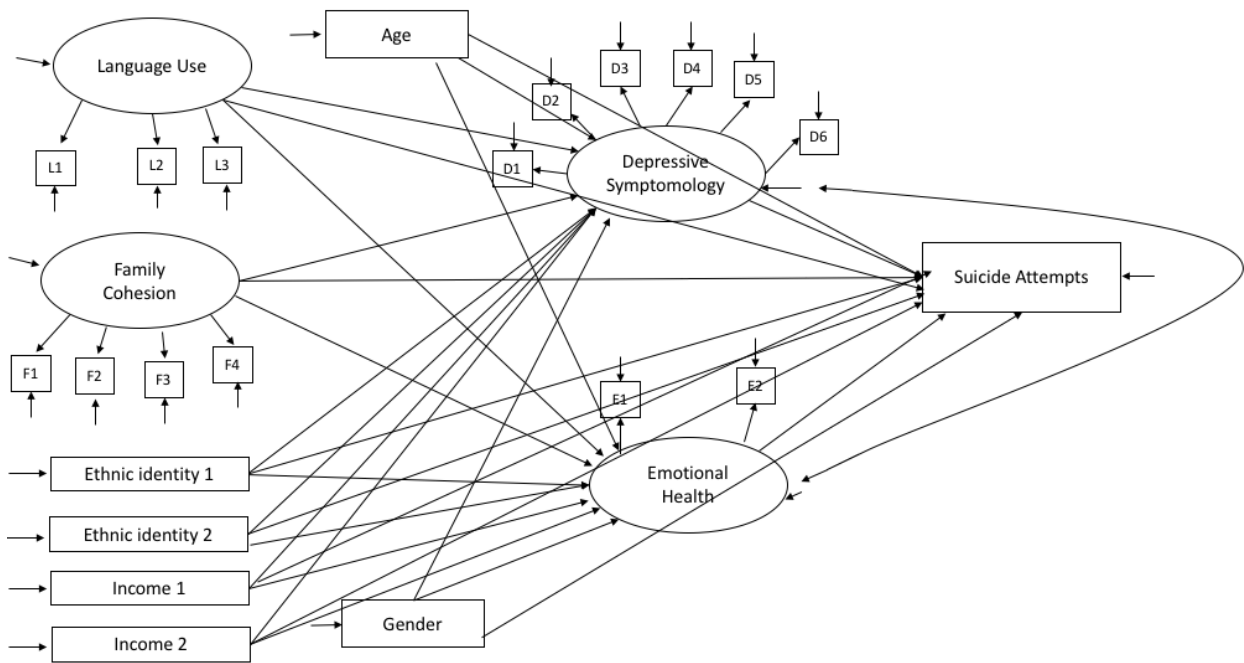 Age
Language Use
D3
D4
D5
D2
D6
L1
L2
L3
D1
Depressive
Symptomology
Family
Cohesion
Suicide Attempts
F1
F2
F3
F4
E1
E2
Ethnic identity 1
Emotional
Health
Ethnic identity 2
Income 1
Gender
Income 2